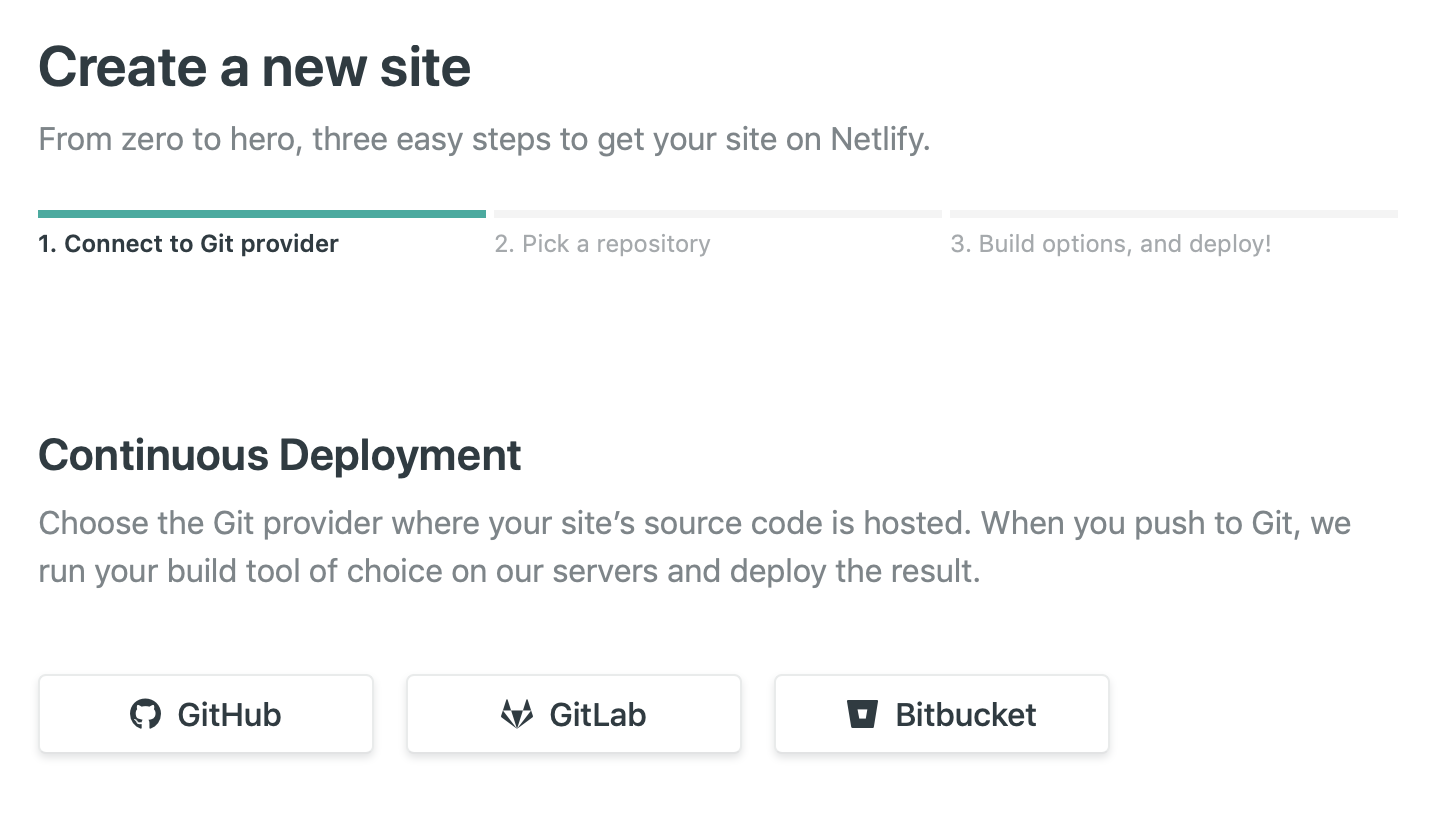 Create a new site
From zero to hero, three easy steps to get your site on Netlify.
1. Connect to Git provider
2. Pick a repository
3. Build options, and deploy!
Continuous Deployment
Choose the Git provider where your site’s source code is hosted. When you push to Git, we
run your build tool of choice on our servers and deploy the result.
GitHub
GitLab
Bitbucket